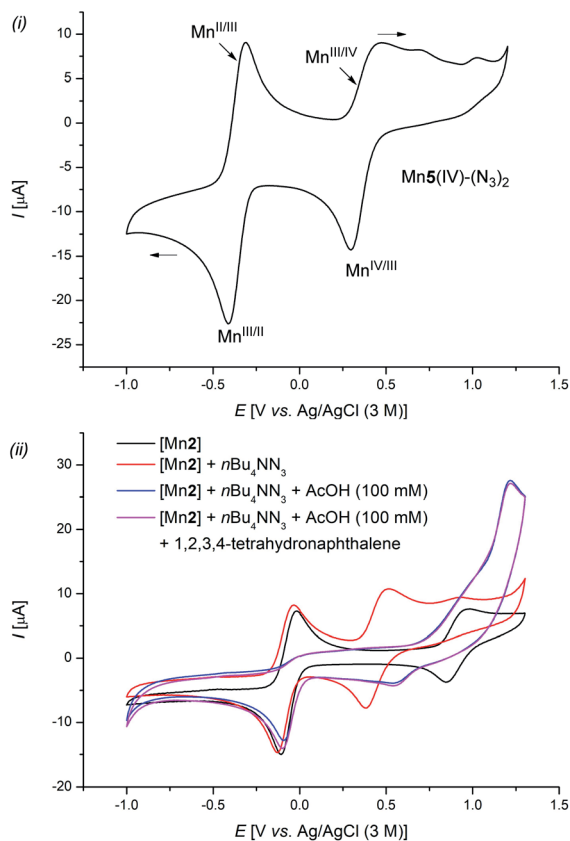 (i)
Mn^II/III
Mn^III/IV
Mn5(IV)-(N₃)₂
Mn^IV/III
Mn^III/II
I [µA]
10
5
0
-5
-10
-15
-20
-25
-1.0 -0.5 0.0 0.5 1.0 1.5
E [V vs. Ag/AgCl (3 M)]
(ii)
[Mn2]
[Mn2] + nBu₄NN₃
[Mn2] + nBu₄NN₃ + AcOH (100 mM)
[Mn2] + nBu₄NN₃ + AcOH (100 mM)
+ 1,2,3,4-tetrahydronaphthalene
I [µA]
30
20
10
0
-10
-20
-1.0 -0.5 0.0 0.5 1.0 1.5
E [V vs. Ag/AgCl (3 M)]